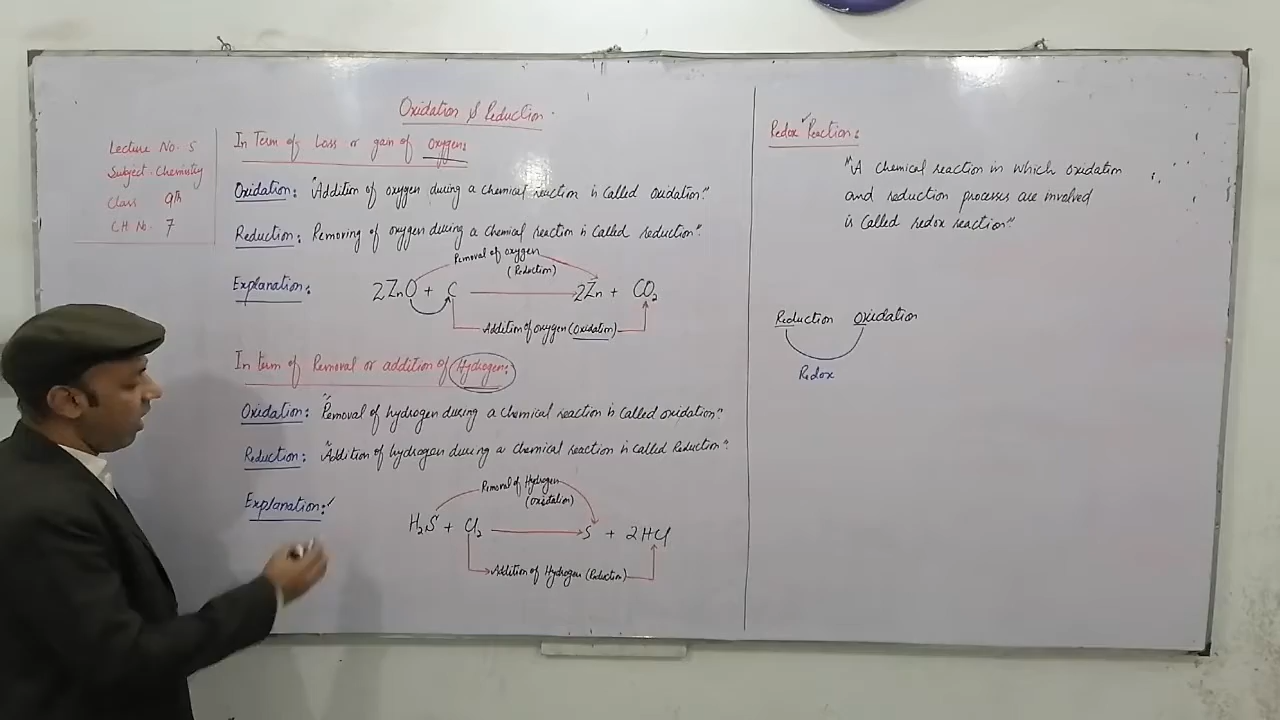 Oxidation & Reduction.
Lecture No. 5
Subject. Chemistry
Class 9th
CH No. 7
In Term of Loss or gain of Oxygen:
Oxidation: "Addition of oxygen during a chemical reaction is called oxidation."
Reduction: Removing of oxygen during a chemical reaction is called reduction".
Explanation:
Removal of oxygen
(Reduction)
2ZnO + C → 2Zn + CO₂
Addition of oxygen (Oxidation)
In term of Removal or addition of Hydrogen:
Oxidation: "Removal of hydrogen during a chemical reaction is called oxidation."
Reduction: "Addition of hydrogen during a chemical reaction is called Reduction".
Explanation:
Removal of Hydrogen
(Oxidation)
H₂S + Cl₂ → S + 2HCl
Addition of Hydrogen (Reduction)
Redox Reaction:
"A chemical reaction in which oxidation
and reduction processes are involved
is called redox reaction."
Reduction Oxidation
Redox